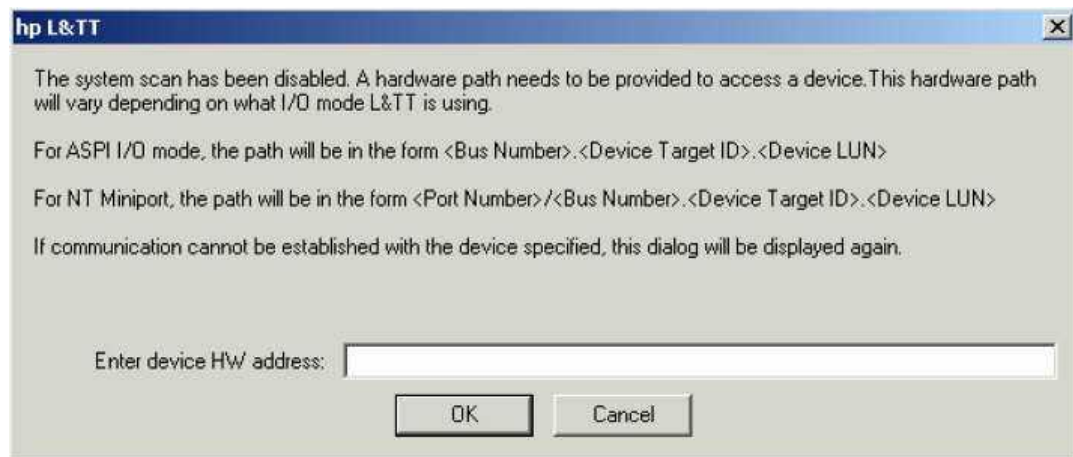 hp L&TT
The system scan has been disabled. A hardware path needs to be provided to access a device.This hardware path
will vary depending on what I/O mode L&TT is using.
For ASPI I/O mode, the path will be in the form <Bus Number>.<Device Target ID>.<Device LUN>
For NT Miniport, the path will be in the form <Port Number>/<Bus Number>.<Device Target ID>.<Device LUN>
If communication cannot be established with the device specified, this dialog will be displayed again.
Enter device HW address:
OK Cancel